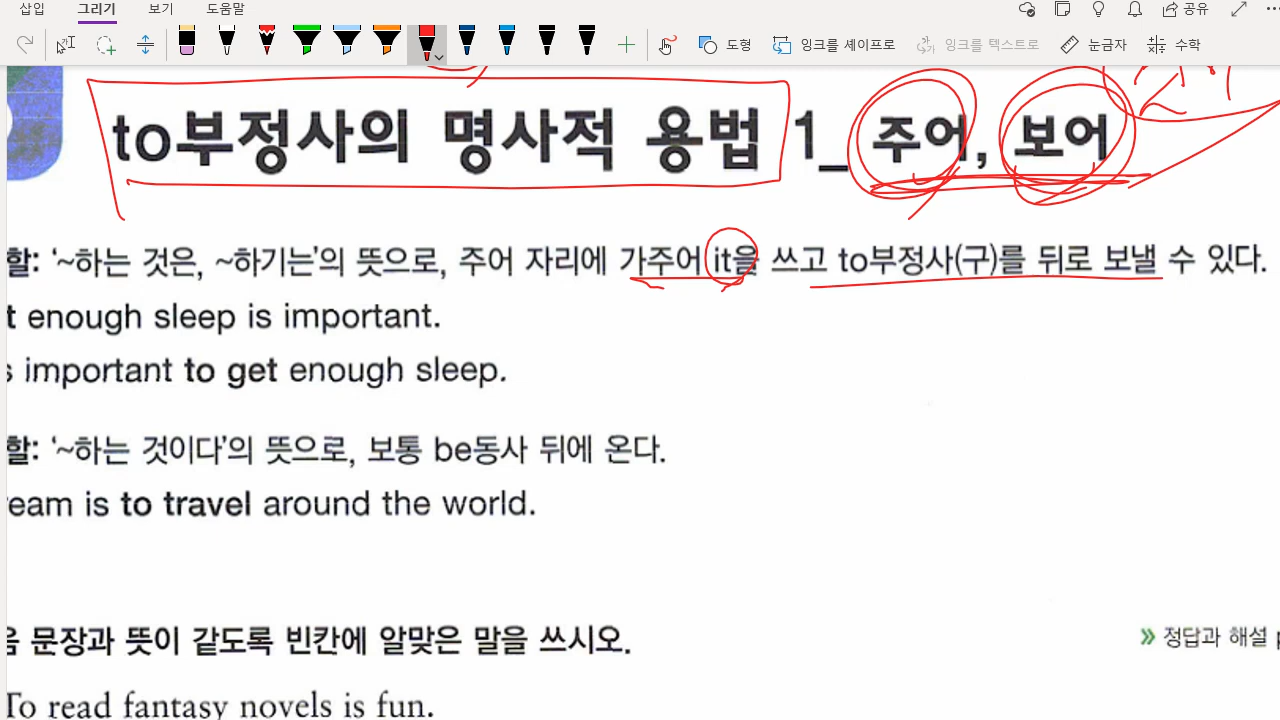 삽입 그리기 보기 도움말 공유
도형 잉크를 셰이프로 잉크를 텍스트로 눈금자 수학
to부정사의 명사적 용법 1_ 주어, 보어
할: ‘~하는 것은, ~하기는’의 뜻으로, 주어 자리에 가주어 it을 쓰고 to부정사(구)를 뒤로 보낼 수 있다.
t enough sleep is important.
s important to get enough sleep.
할: ‘~하는 것이다’의 뜻으로, 보통 be동사 뒤에 온다.
ream is to travel around the world.
음 문장과 뜻이 같도록 빈칸에 알맞은 말을 쓰시오.
» 정답과 해설 p
To read fantasy novels is fun.